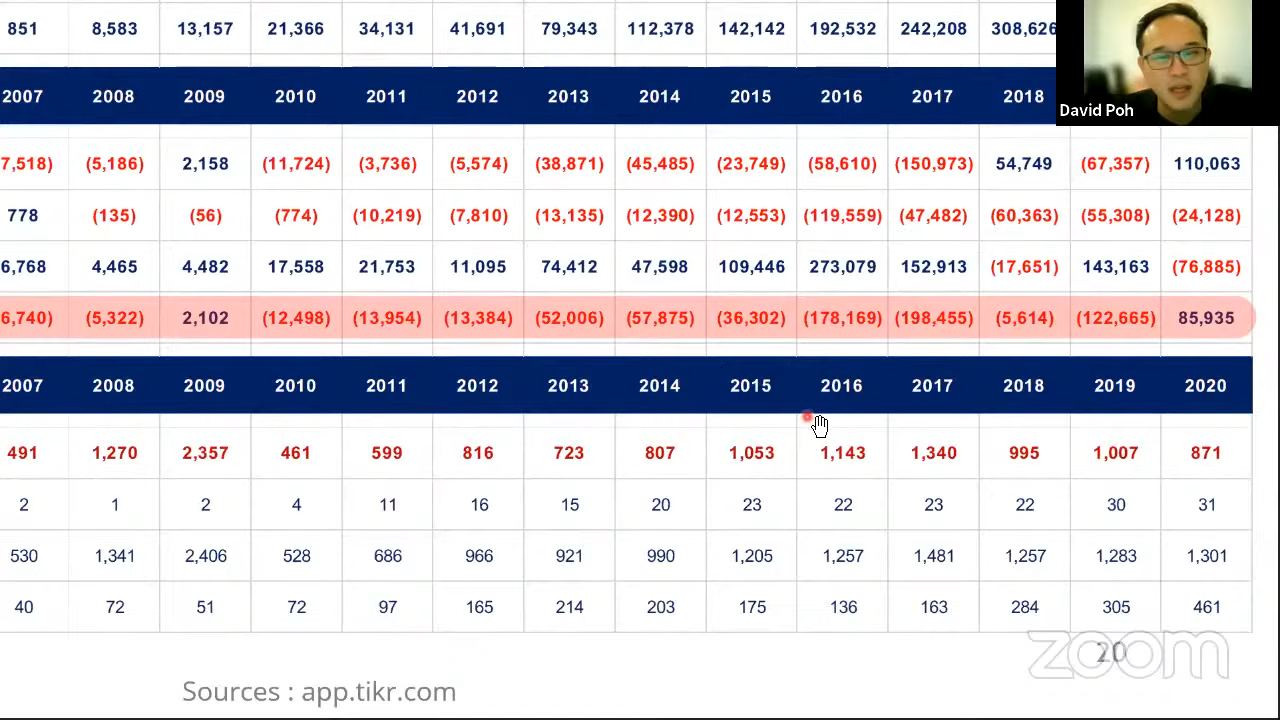 851 8,583 13,157 21,366 34,131 41,691 79,343 112,378 142,142 192,532 242,208 308,626
David Poh
2007 2008 2009 2010 2011 2012 2013 2014 2015 2016 2017 2018
7,518) (5,186) 2,158 (11,724) (3,736) (5,574) (38,871) (45,485) (23,749) (58,610) (150,973) 54,749 (67,357) 110,063
778 (135) (56) (774) (10,219) (7,810) (13,135) (12,390) (12,553) (119,559) (47,482) (60,363) (55,308) (24,128)
6,768 4,465 4,482 17,558 21,753 11,095 74,412 47,598 109,446 273,079 152,913 (17,651) 143,163 (76,885)
6,740) (5,322) 2,102 (12,498) (13,954) (13,384) (52,006) (57,875) (36,302) (178,169) (198,455) (5,614) (122,665) 85,935
2007 2008 2009 2010 2011 2012 2013 2014 2015 2016 2017 2018 2019 2020
491 1,270 2,357 461 599 816 723 807 1,053 1,143 1,340 995 1,007 871
2 1 2 4 11 16 15 20 23 22 23 22 30 31
530 1,341 2,406 528 686 966 921 990 1,205 1,257 1,481 1,257 1,283 1,301
40 72 51 72 97 165 214 203 175 136 163 284 305 461
zoom
20
Sources : app.tikr.com